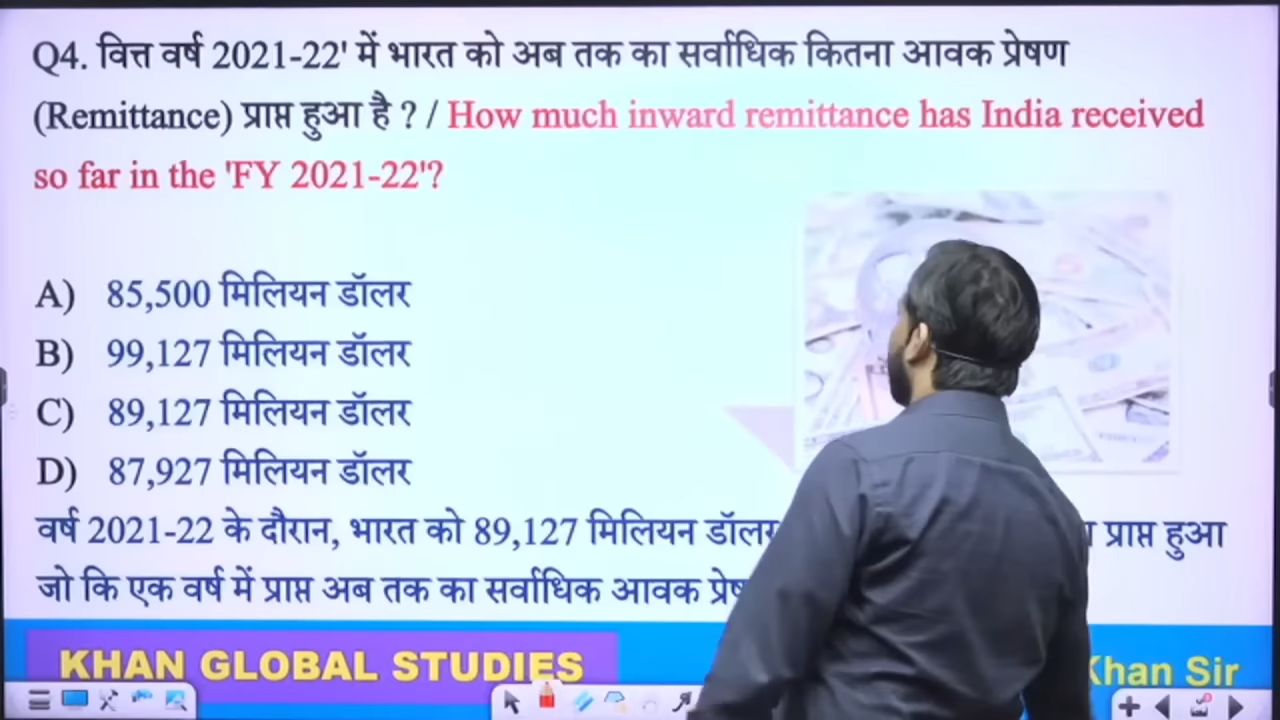 Q4. वित्त वर्ष 2021-22' में भारत को अब तक का सर्वाधिक कितना आवक प्रेषण
(Remittance) प्राप्त हुआ है ? / How much inward remittance has India received
so far in the 'FY 2021-22'?
A) 85,500 मिलियन डॉलर
B) 99,127 मिलियन डॉलर
C) 89,127 मिलियन डॉलर
D) 87,927 मिलियन डॉलर
वर्ष 2021-22 के दौरान, भारत को 89,127 मिलियन डॉलर प्राप्त हुआ
जो कि एक वर्ष में प्राप्त अब तक का सर्वाधिक आवक
KHAN GLOBAL STUDIES
Khan Sir